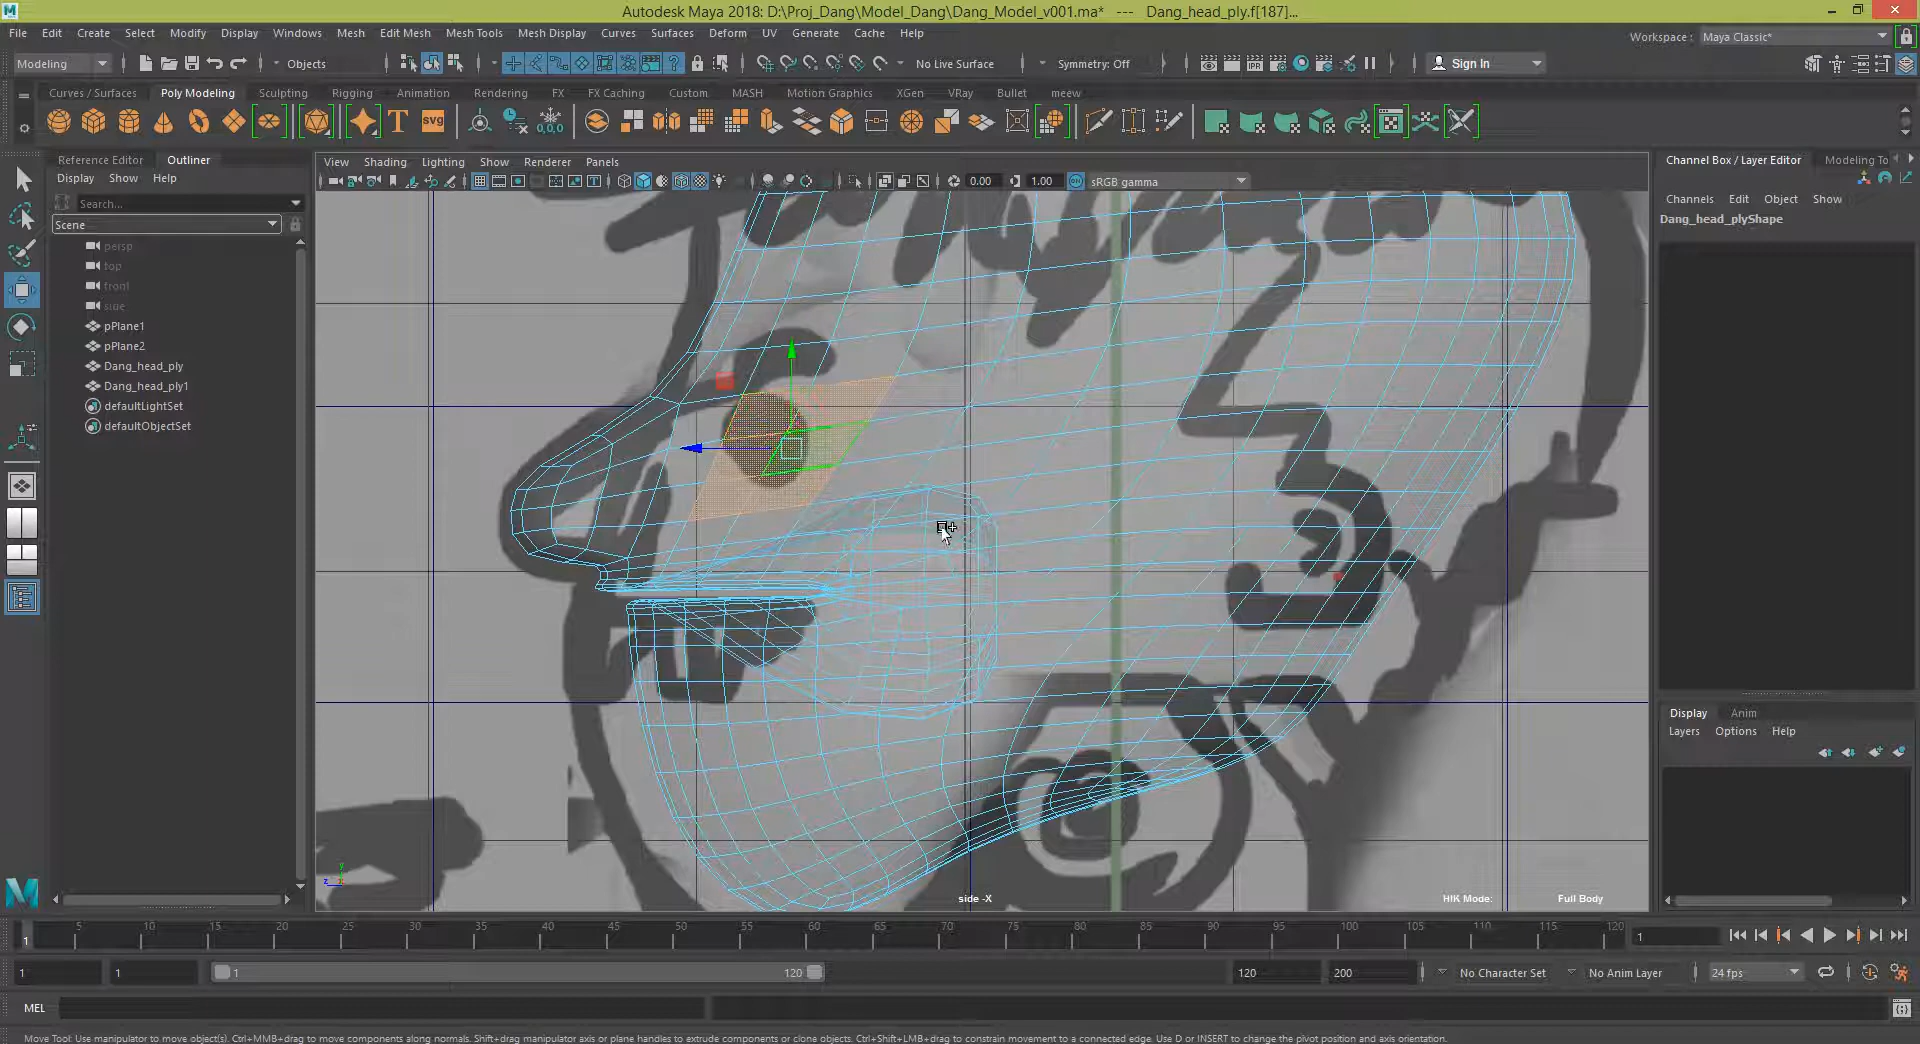 Autodesk Maya 2018: D:\Proj_Dang\Model_Dang\Dang_Model_v001.ma*   ---   Dang_head_ply.f[187]...
File Edit Create Select Modify Display Windows Mesh Edit Mesh Mesh Tools Mesh Display Curves Surfaces Deform UV Generate Cache Help
Workspace : Maya Classic*
Modeling Objects No Live Surface Symmetry: Off Sign In
Curves / Surfaces Poly Modeling Sculpting Rigging Animation Rendering FX FX Caching Custom MASH Motion Graphics XGen VRay Bullet meew
T svg 0,0,0
Reference Editor Outliner
Display Show Help
Search...
Scene
persp
top
front
side
pPlane1
pPlane2
Dang_head_ply
Dang_head_ply1
defaultLightSet
defaultObjectSet
View Shading Lighting Show Renderer Panels
0.00 1.00 sRGB gamma
side -X
HIK Mode: Full Body
Channel Box / Layer Editor Modeling To
Channels Edit Object Show
Dang_head_plyShape
Display Anim
Layers Options Help
1 5 10 15 20 25 30 35 40 45 50 55 60 65 70 75 80 85 90 95 100 105 110 115 120 1
1 1 1 120 120 200 No Character Set No Anim Layer 24 fps
MEL
Move Tool: Use manipulator to move object(s). Ctrl+MMB+drag to move components along normals. Shift+drag manipulator axis or plane handles to extrude components or clone objects. Ctrl+Shift+LMB+drag to constrain movement to a connected edge. Use D or INSERT to change the pivot position and axis orientation.